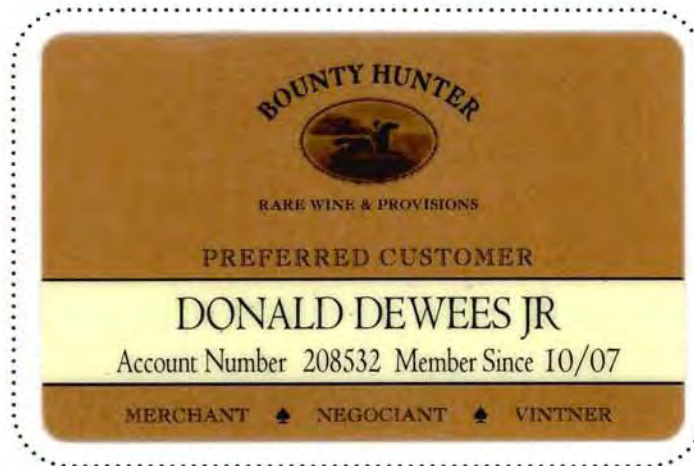 BOUNTY HUNTER
RARE WINE & PROVISIONS
PREFERRED CUSTOMER
DONALD DEWEES JR
Account Number 208532 Member Since 10/07
MERCHANT ♠ NEGOCIANT ♠ VINTNER